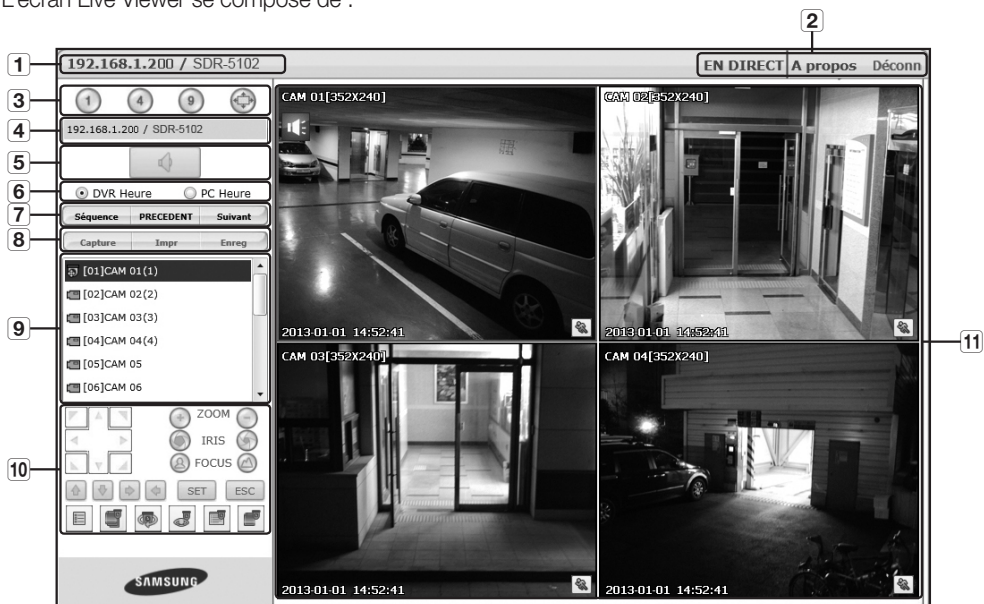 L'écran Live Viewer se compose de :
2
1
192.168.1.200 / SDR-5102
EN DIRECT
A propos
Déconn
3
1
4
9
4
192.168.1.200 / SDR-5102
5
6
DVR Heure
PC Heure
7
Séquence
PRECEDENT
Suivant
8
Capture
Impr
Enreg
9
[01]CAM 01(1)
[02]CAM 02(2)
[03]CAM 03(3)
[04]CAM 04(4)
[05]CAM 05
[06]CAM 06
10
ZOOM
IRIS
FOCUS
SET
ESC
SAMSUNG
CAM 01[352X240]
2013-01-01 14:52:41
CAM 02[352X240]
2013-01-01 14:52:41
CAM 03[352X240]
2013-01-01 14:52:41
CAM 04[352X240]
2013-01-01 14:52:41
11